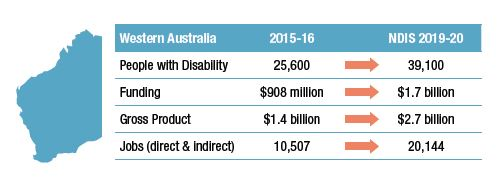 Western Australia 2015-16 NDIS 2019-20
People with Disability 25,600 39,100
Funding $908 million $1.7 billion
Gross Product $1.4 billion $2.7 billion
Jobs (direct & indirect) 10,507 20,144